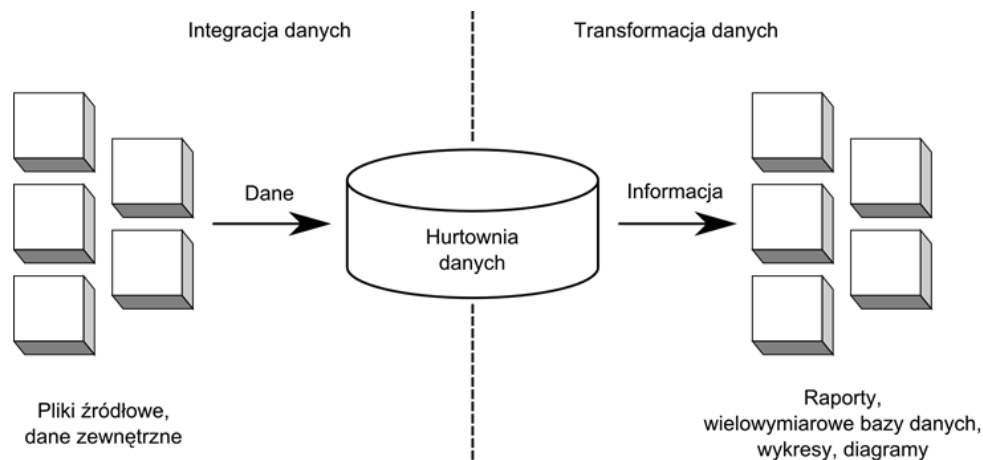 Integracja danych
Transformacja danych
Dane
Hurtownia
danych
Informacja
Pliki źródłowe,
dane zewnętrzne
Raporty,
wielowymiarowe bazy danych,
wykresy, diagramy